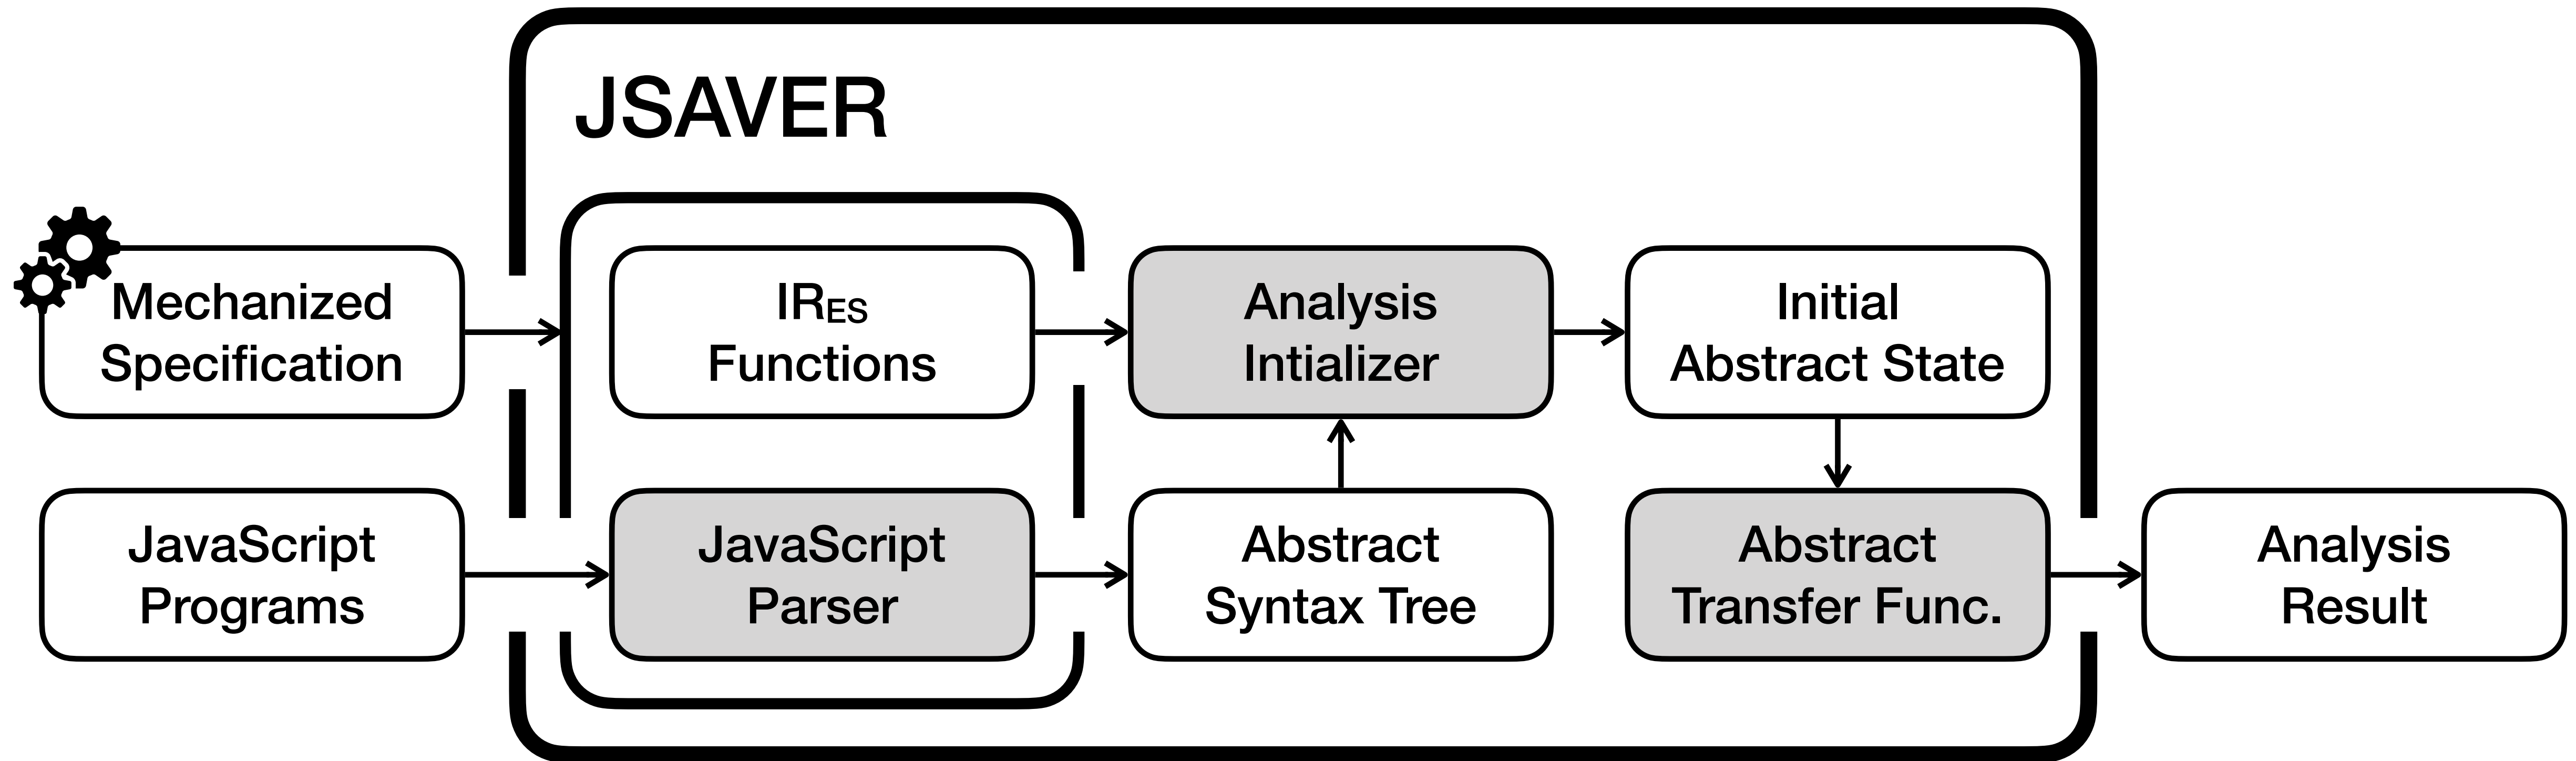 JSAVER
Mechanized
Specification
IRES
Functions
Analysis
Intializer
Initial
Abstract State
JavaScript
Programs
JavaScript
Parser
Abstract
Syntax Tree
Abstract
Transfer Func.
Analysis
Result